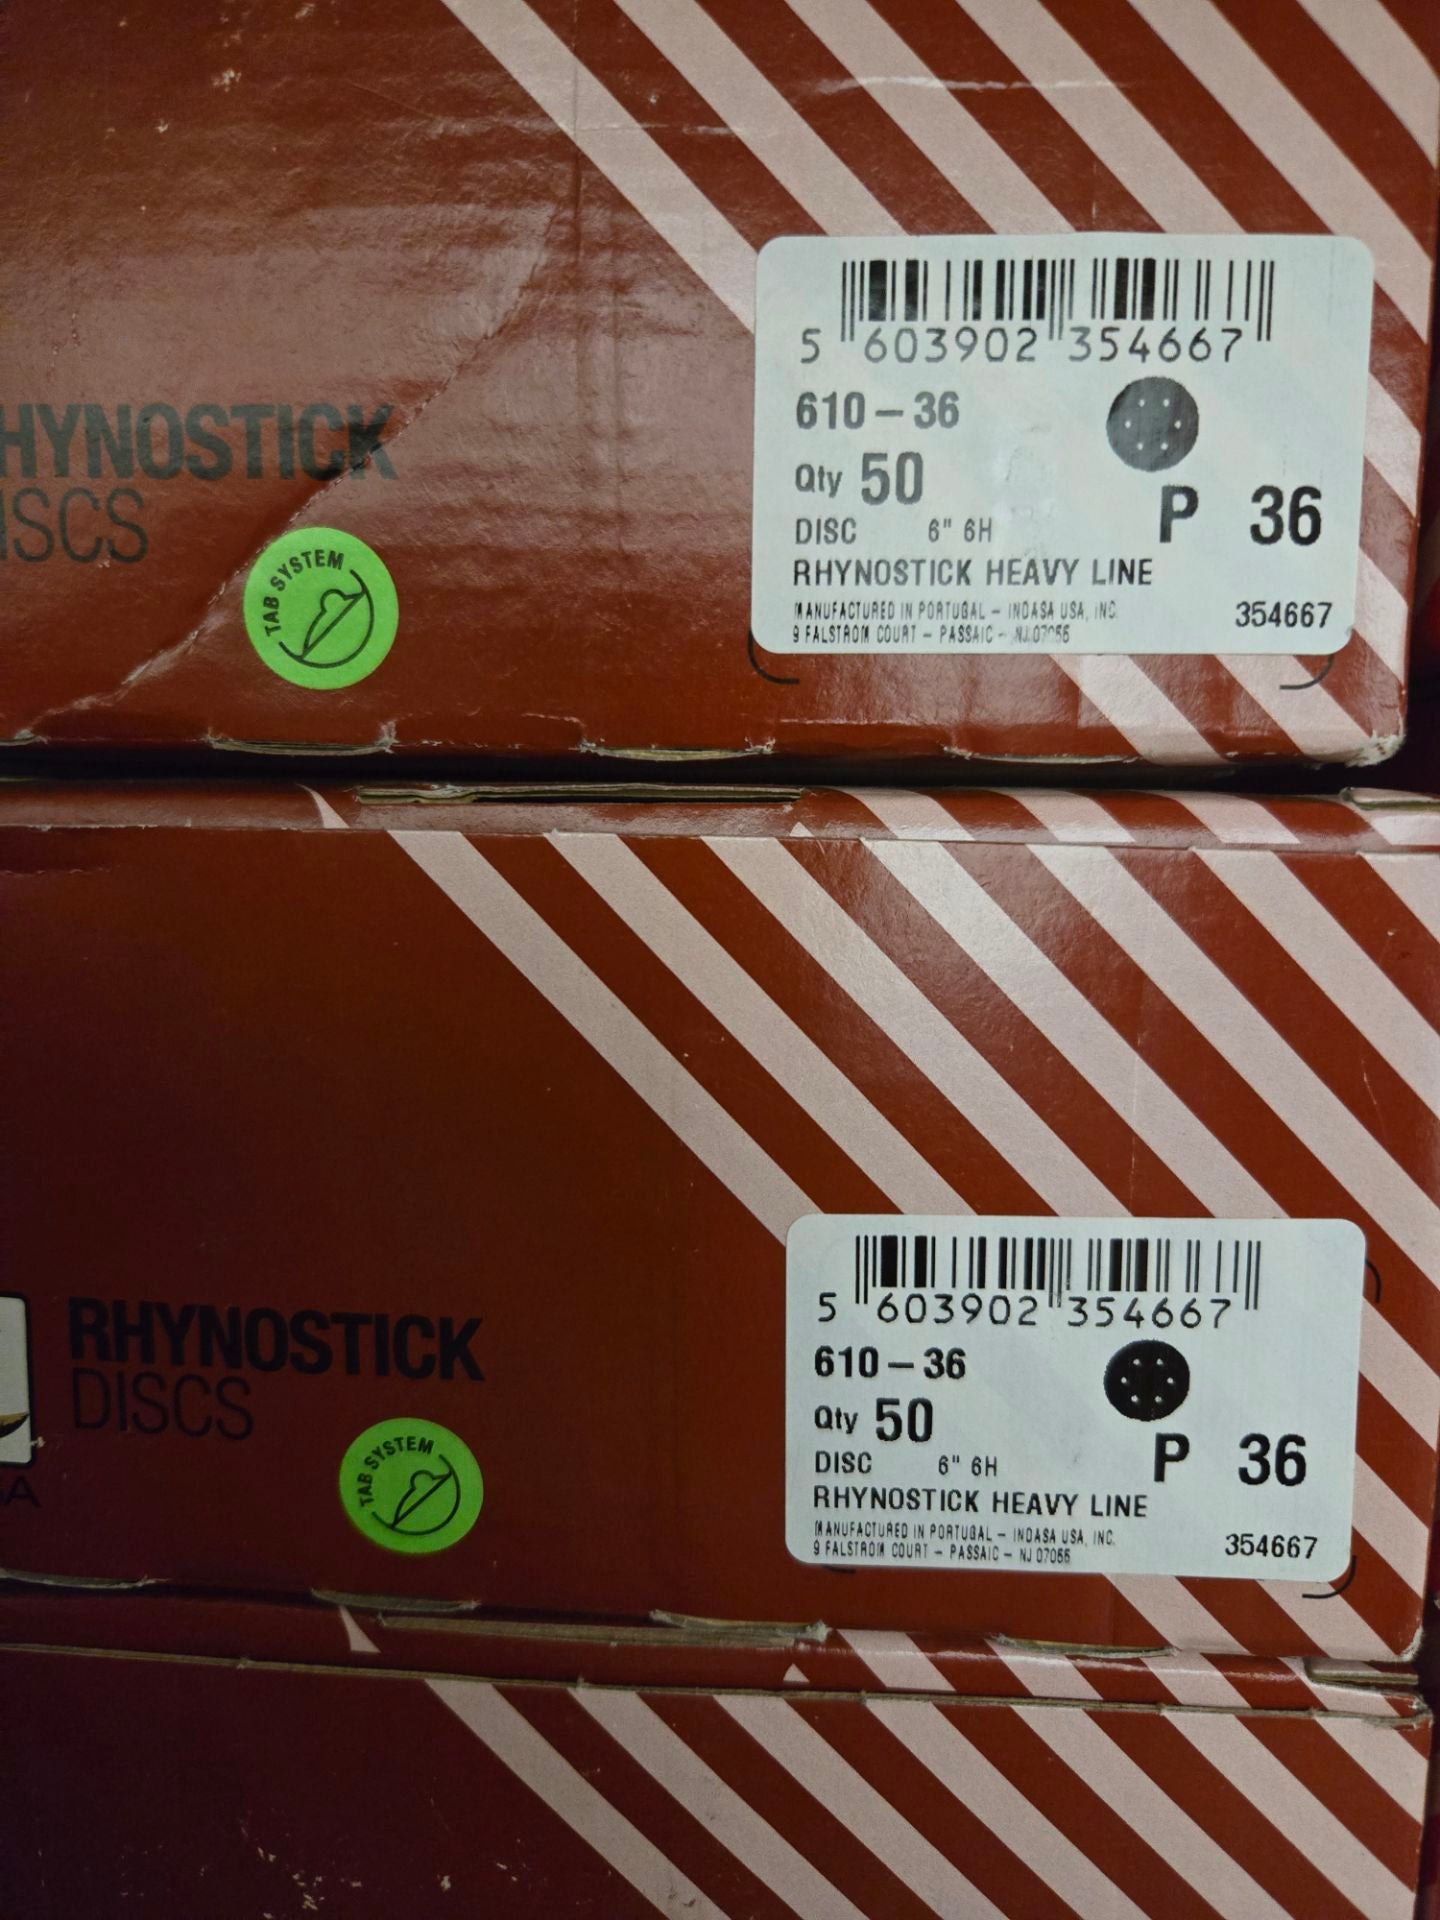 5 603902 354667
610-36
Qty 50
DISC 6" 6H
P 36
RHYNOSTICK HEAVY LINE
MANUFACTURED IN PORTUGAL - INDASA USA, INC.
9 FALSTROM COURT - PASSAIC - NJ 07055
354667
HYNOSTICK
ISCS
TAB SYSTEM
5 603902 354667
610-36
Qty 50
DISC 6" 6H
P 36
RHYNOSTICK HEAVY LINE
MANUFACTURED IN PORTUGAL - INDASA USA, INC.
9 FALSTROM COURT - PASSAIC - NJ 07055
354667
RHYNOSTICK
DISCS
TAB SYSTEM